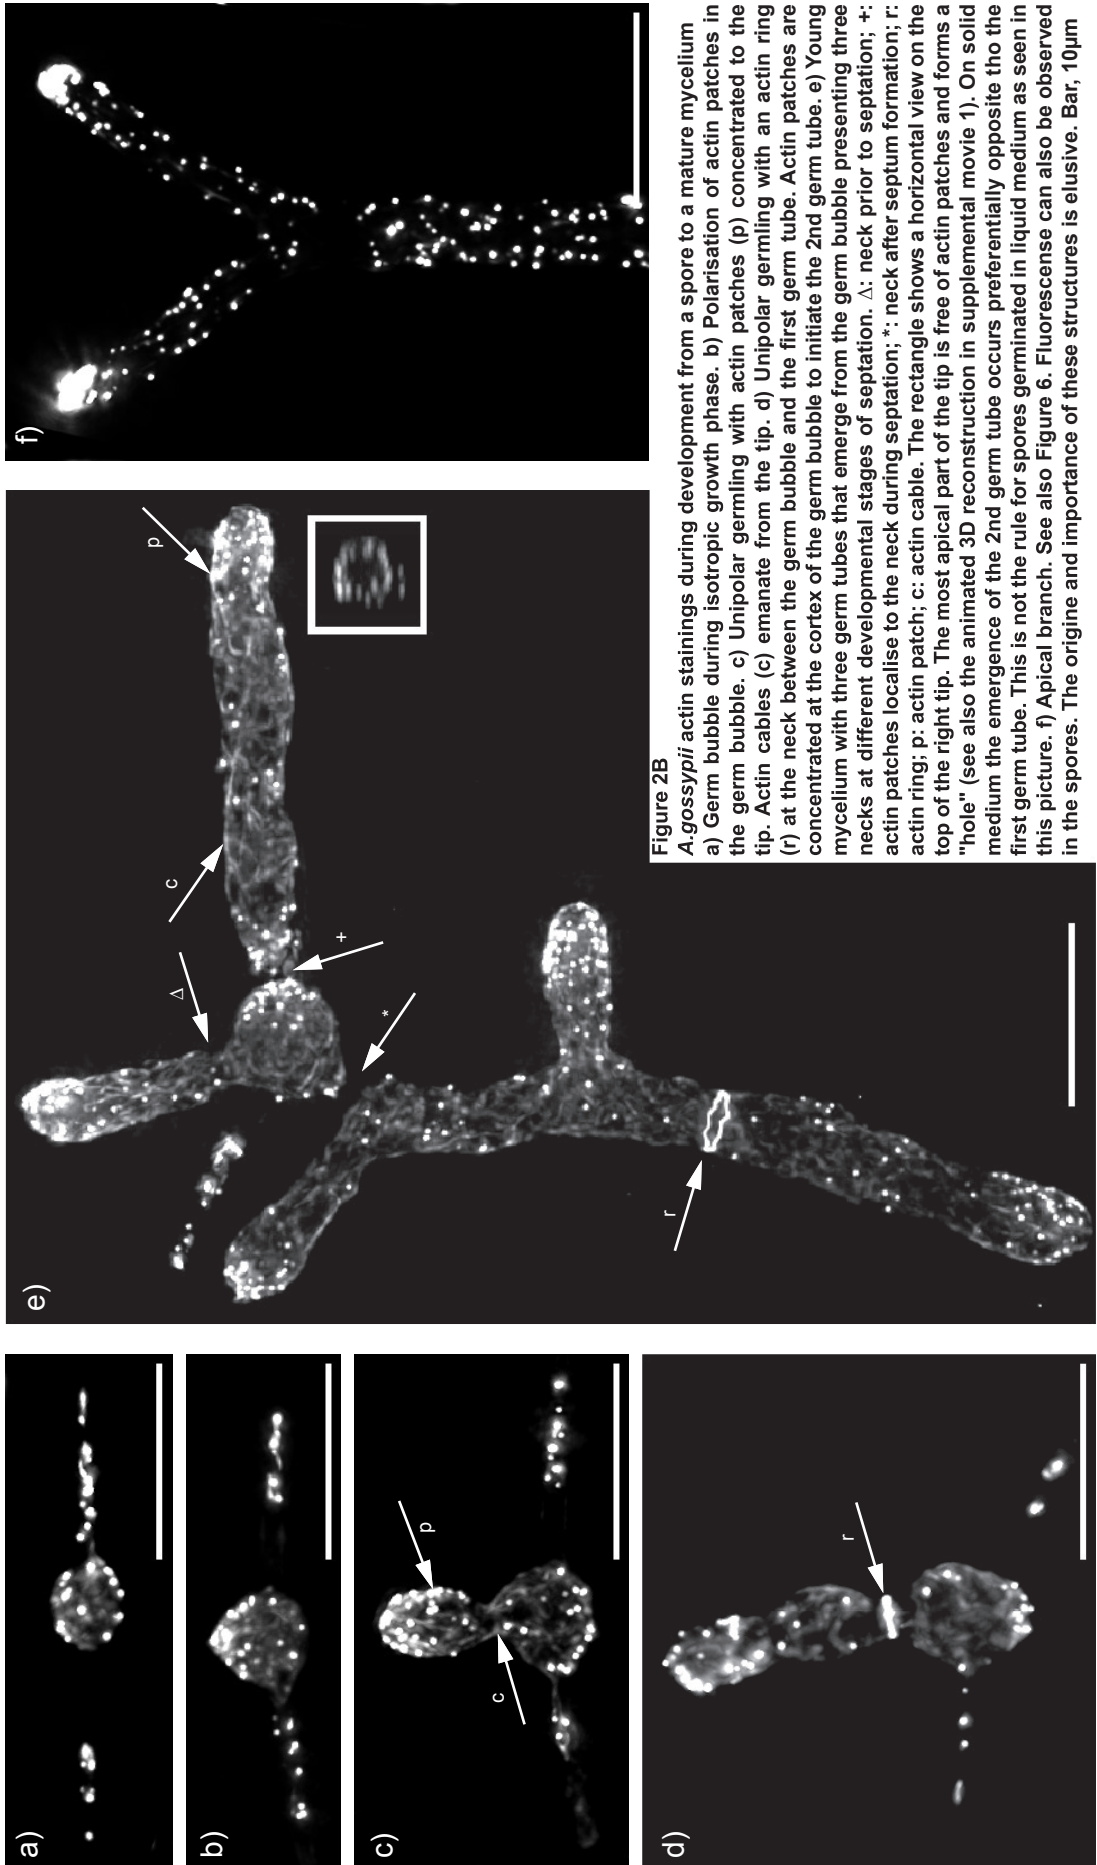 a)
b)
c)
p
c
d)
r
e)
Δ
c
p
+
*
r
f)
Figure 2B
A.gossypii actin stainings during development from a spore to a mature mycelium
a) Germ bubble during isotropic growth phase. b) Polarisation of actin patches in
the germ bubble. c) Unipolar germling with actin patches (p) concentrated to the
tip. Actin cables (c) emanate from the tip. d) Unipolar germling with an actin ring
(r) at the neck between the germ bubble and the first germ tube. Actin patches are
concentrated at the cortex of the germ bubble to initiate the 2nd germ tube. e) Young
mycelium with three germ tubes that emerge from the germ bubble presenting three
necks at different developmental stages of septation. Δ: neck prior to septation; +:
actin patches localise to the neck during septation; *: neck after septum formation; r:
actin ring; p: actin patch; c: actin cable. The rectangle shows a horizontal view on the
top of the right tip. The most apical part of the tip is free of actin patches and forms a
"hole" (see also the animated 3D reconstruction in supplemental movie 1). On solid
medium the emergence of the 2nd germ tube occurs preferentially opposite tho the
first germ tube. This is not the rule for spores germinated in liquid medium as seen in
this picture. f) Apical branch. See also Figure 6. Fluorescense can also be observed
in the spores. The origine and importance of these structures is elusive. Bar, 10µm